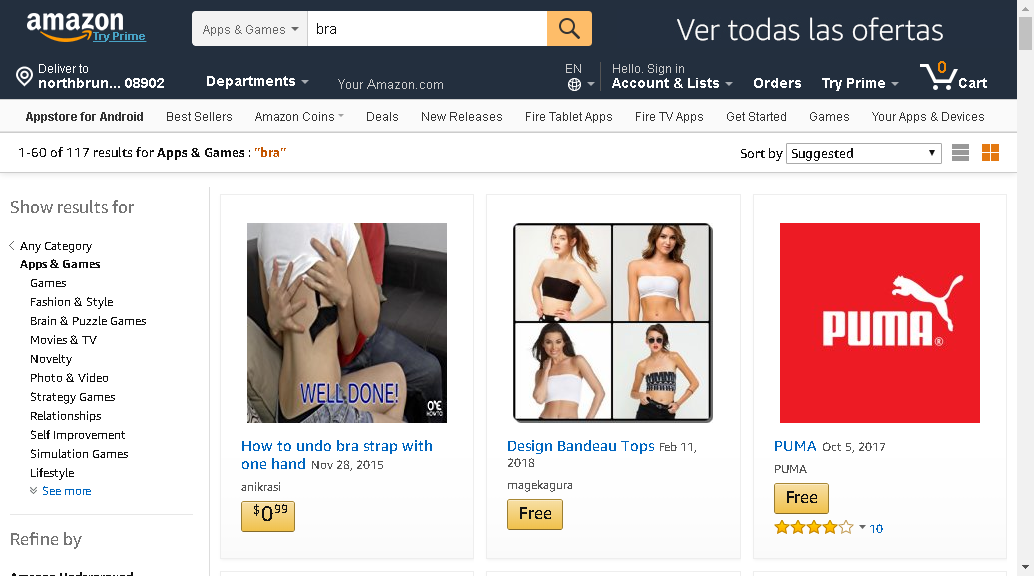 amazon
Try Prime
Apps & Games
bra
Ver todas las ofertas
Deliver to
northbrun... 08902
Departments
Your Amazon.com
EN
Hello. Sign in
Account & Lists
Orders
Try Prime
0
Cart
Appstore for Android
Best Sellers
Amazon Coins
Deals
New Releases
Fire Tablet Apps
Fire TV Apps
Get Started
Games
Your Apps & Devices
1-60 of 117 results for Apps & Games : "bra"
Sort by
Suggested
Show results for
Any Category
Apps & Games
Games
Fashion & Style
Brain & Puzzle Games
Movies & TV
Novelty
Photo & Video
Strategy Games
Relationships
Self Improvement
Simulation Games
Lifestyle
See more
Refine by
WELL DONE!
HOWTO
How to undo bra strap with
one hand Nov 28, 2015
anikrasi
$0.99
Design Bandeau Tops Feb 11,
2018
magekagura
Free
PUMA®
PUMA Oct 5, 2017
PUMA
Free
10